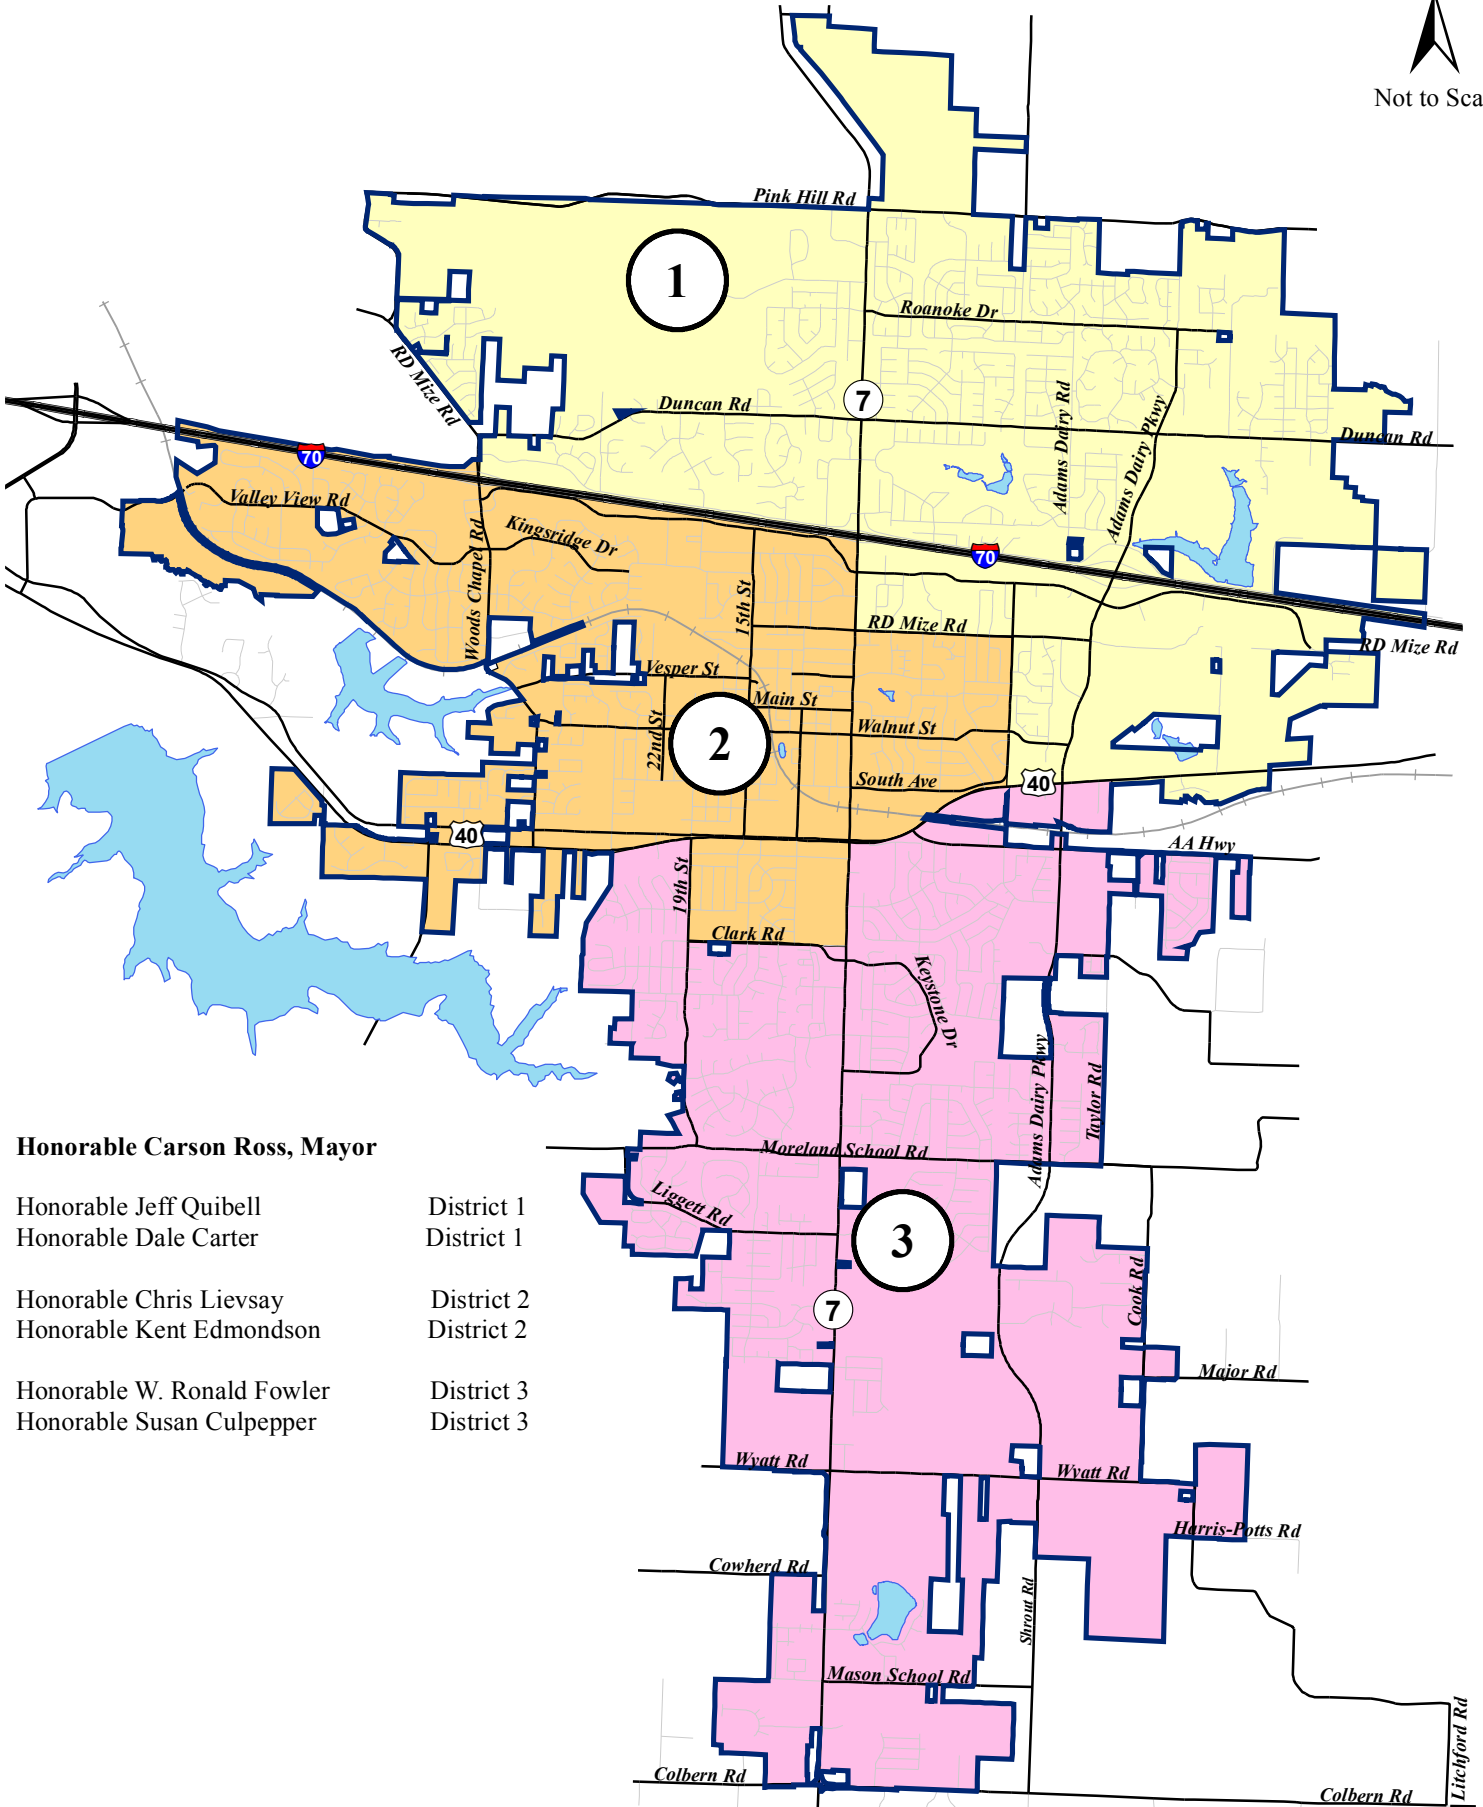 Not to Sca
Pink Hill Rd
1
Roanoke Dr
RD Mize Rd
Duncan Rd
7
Adams Dairy Rd
Adams Dairy Pkwy
Duncan Rd
70
Valley View Rd
Kingsridge Dr
Woods Chapel Rd
70
15th St
RD Mize Rd
RD Mize Rd
Vesper St
Main St
22nd St
2
Walnut St
South Ave
40
40
AA Hwy
19th St
Clark Rd
Keystone Dr
Adams Dairy Pkwy
Taylor Rd
Moreland School Rd
Liggett Rd
3
Cook Rd
7
Major Rd
Honorable Carson Ross, Mayor
Honorable Jeff Quibell District 1
Honorable Dale Carter District 1
Honorable Chris Lievsay District 2
Honorable Kent Edmondson District 2
Honorable W. Ronald Fowler District 3
Honorable Susan Culpepper District 3
Wyatt Rd
Wyatt Rd
Harris-Potts Rd
Cowherd Rd
Shrout Rd
Mason School Rd
Litchford Rd
Colbern Rd
Colbern Rd